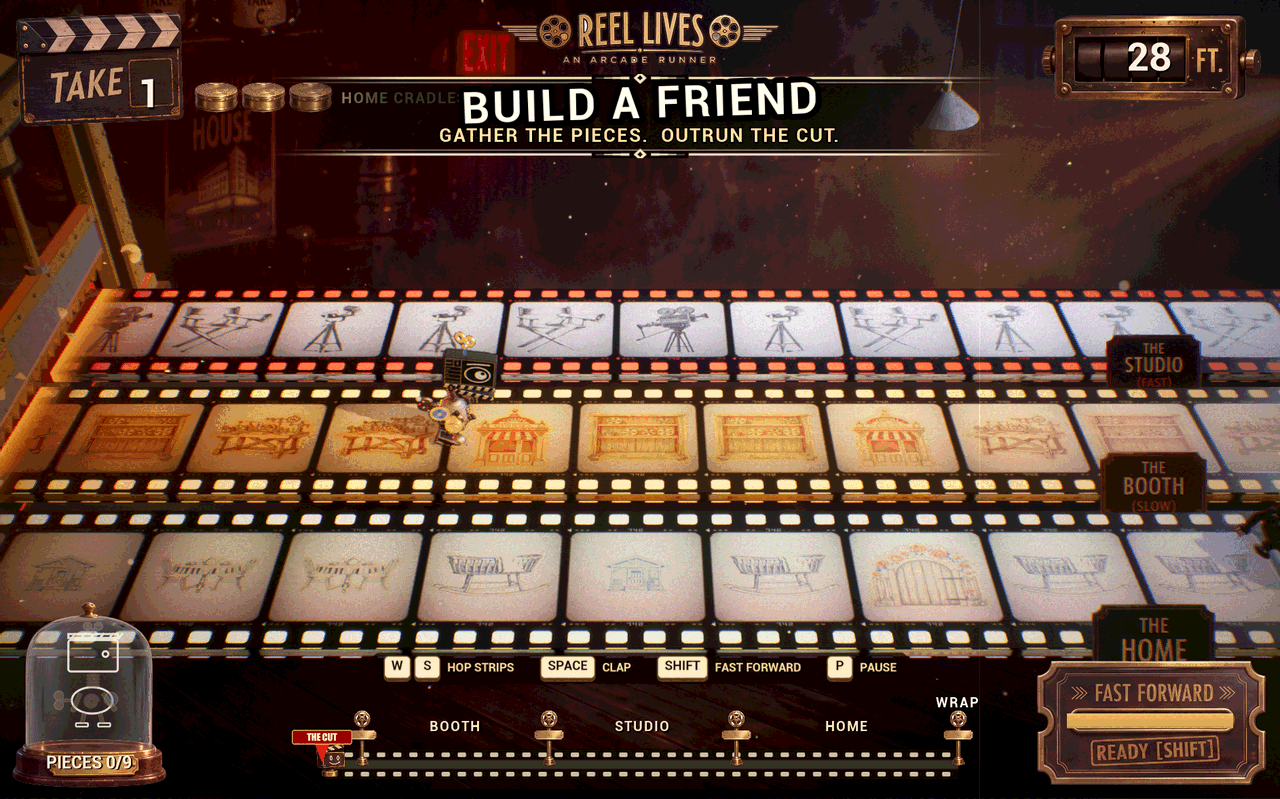 TAKE 1
TAKE
C
HOUSE
EXIT
REEL LIVES
AN ARCADE RUNNER
28 FT.
HOME CRADLE
BUILD A FRIEND
GATHER THE PIECES. OUTRUN THE CUT.
THE
STUDIO
(FAST)
THE
BOOTH
(SLOW)
THE
HOME
W S HOP STRIPS SPACE CLAP SHIFT FAST FORWARD P PAUSE
PIECES 0/9
THE CUT
BOOTH
STUDIO
HOME
WRAP
FAST FORWARD
READY [SHIFT]